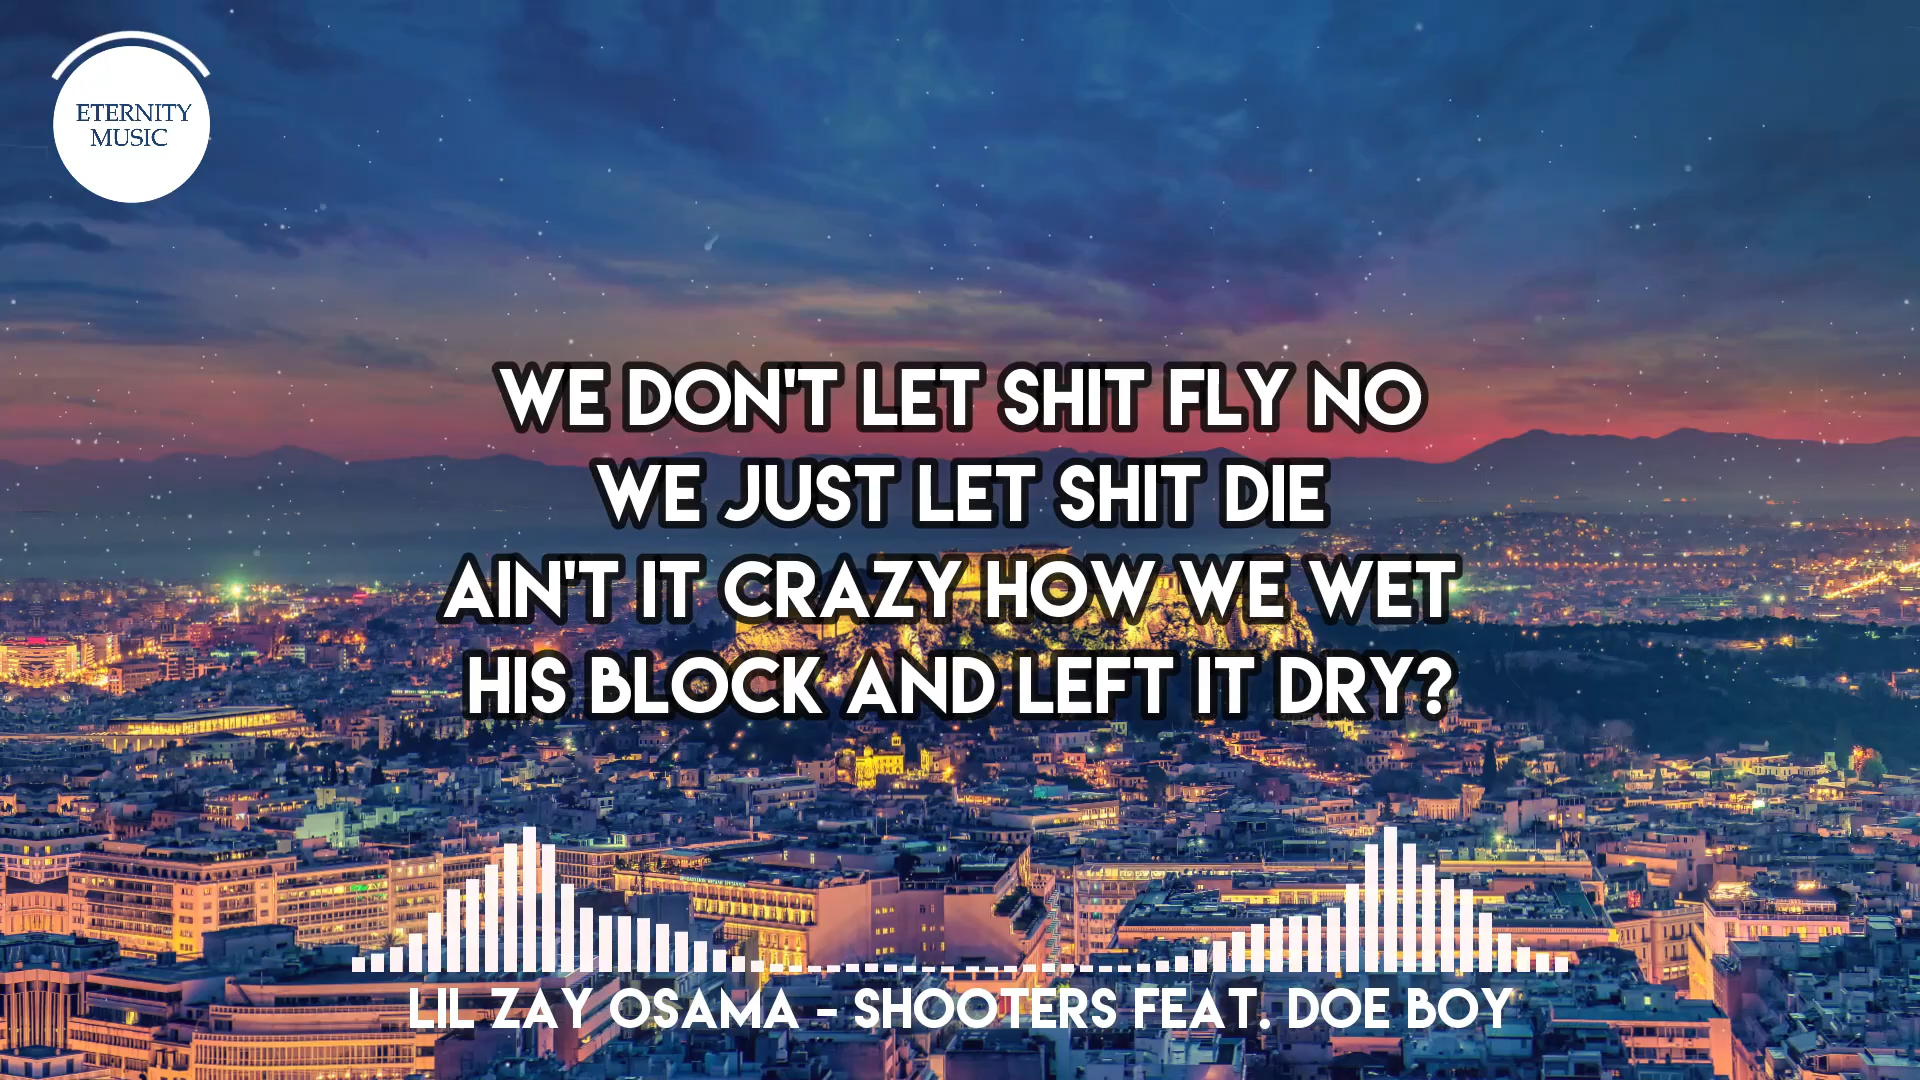 ETERNITY
MUSIC
WE DON'T LET SHIT FLY NO
WE JUST LET SHIT DIE
AIN'T IT CRAZY HOW WE WET
HIS BLOCK AND LEFT IT DRY?
LIL ZAY OSAMA - SHOOTERS FEAT. DOE BOY